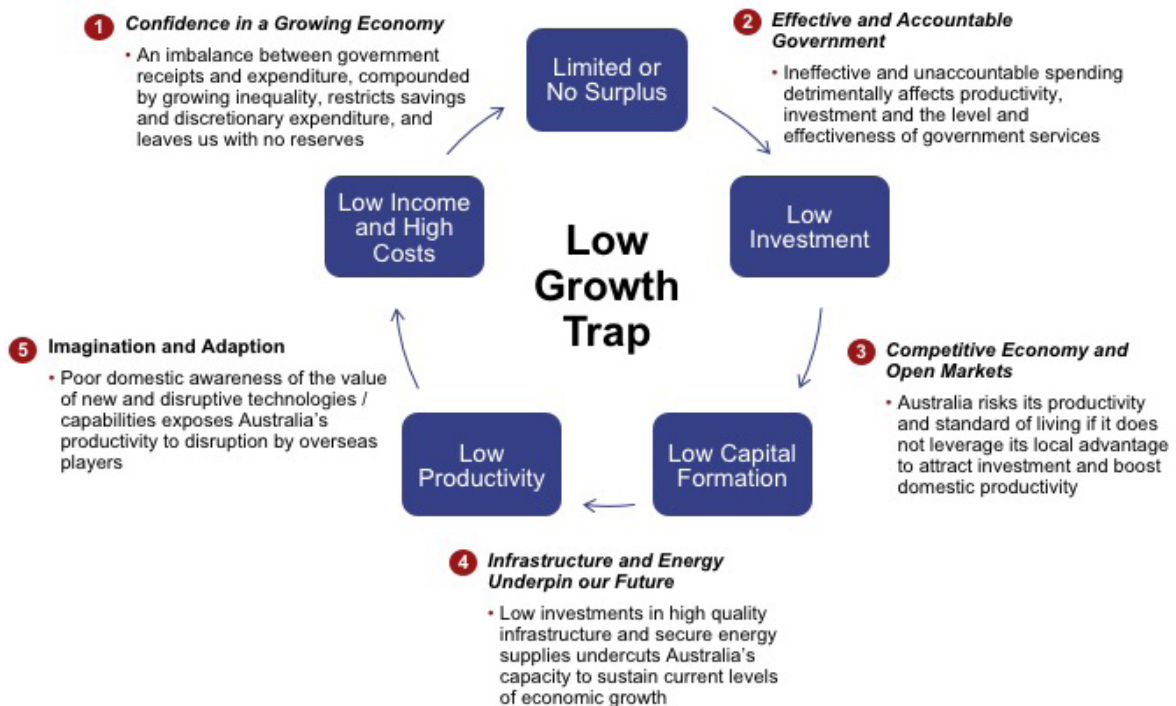 1 Confidence in a Growing Economy
• An imbalance between government
receipts and expenditure, compounded
by growing inequality, restricts savings
and discretionary expenditure, and
leaves us with no reserves
Limited or
No Surplus
2 Effective and Accountable
Government
• Ineffective and unaccountable spending
detrimentally affects productivity,
investment and the level and
effectiveness of government services
Low Income
and High
Costs
Low
Growth
Trap
Low
Investment
5 Imagination and Adaption
• Poor domestic awareness of the value
of new and disruptive technologies /
capabilities exposes Australia's
productivity to disruption by overseas
players
3 Competitive Economy and
Open Markets
• Australia risks its productivity
and standard of living if it does
not leverage its local advantage
to attract investment and boost
domestic productivity
Low
Productivity
Low Capital
Formation
4 Infrastructure and Energy
Underpin our Future
• Low investments in high quality
infrastructure and secure energy
supplies undercuts Australia's
capacity to sustain current levels
of economic growth